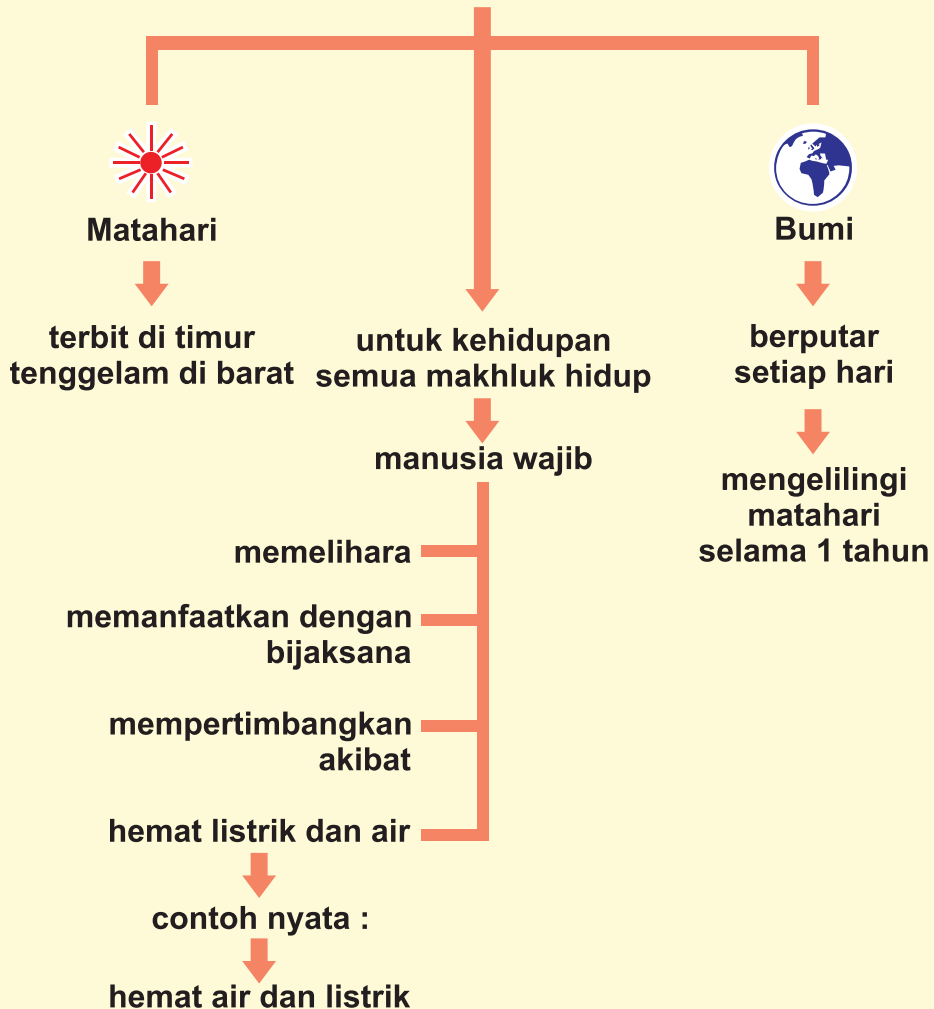 Matahari
terbit di timur
tenggelam di barat
untuk kehidupan
semua makhluk hidup
manusia wajib
memelihara
memanfaatkan dengan
bijaksana
mempertimbangkan
akibat
hemat listrik dan air
contoh nyata :
hemat air dan listrik
Bumi
berputar
setiap hari
mengelilingi
matahari
selama 1 tahun